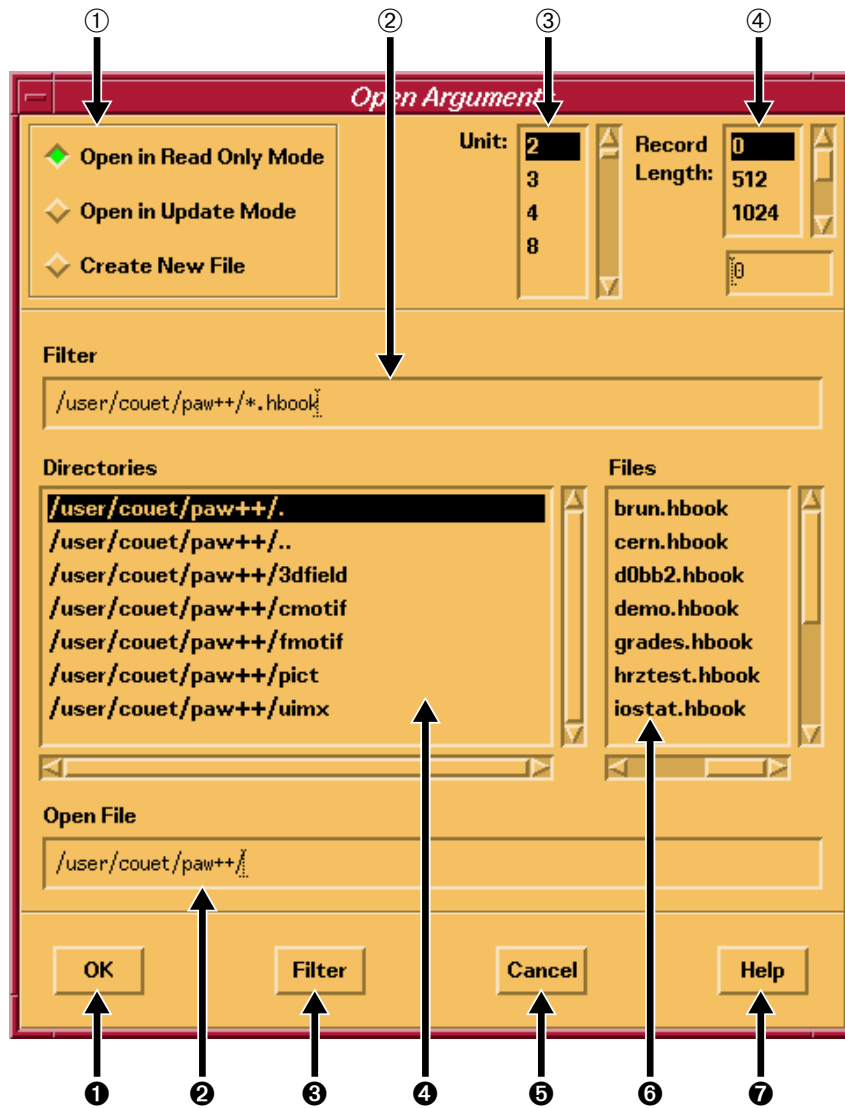 ① ② ③ ④
Open Arguments
Open in Read Only Mode
Open in Update Mode
Create New File
Unit:
2
3
4
8
Record
Length:
0
512
1024
0
Filter
/user/couet/paw++/*.hbook
Directories
/user/couet/paw++/.
/user/couet/paw++/..
/user/couet/paw++/3dfield
/user/couet/paw++/cmotif
/user/couet/paw++/fmotif
/user/couet/paw++/pict
/user/couet/paw++/uimx
Files
brun.hbook
cern.hbook
d0bb2.hbook
demo.hbook
grades.hbook
hrztest.hbook
iostat.hbook
Open File
/user/couet/paw++/
OK Filter Cancel Help
❶ ❷ ❸ ❹ ❺ ❻ ❼